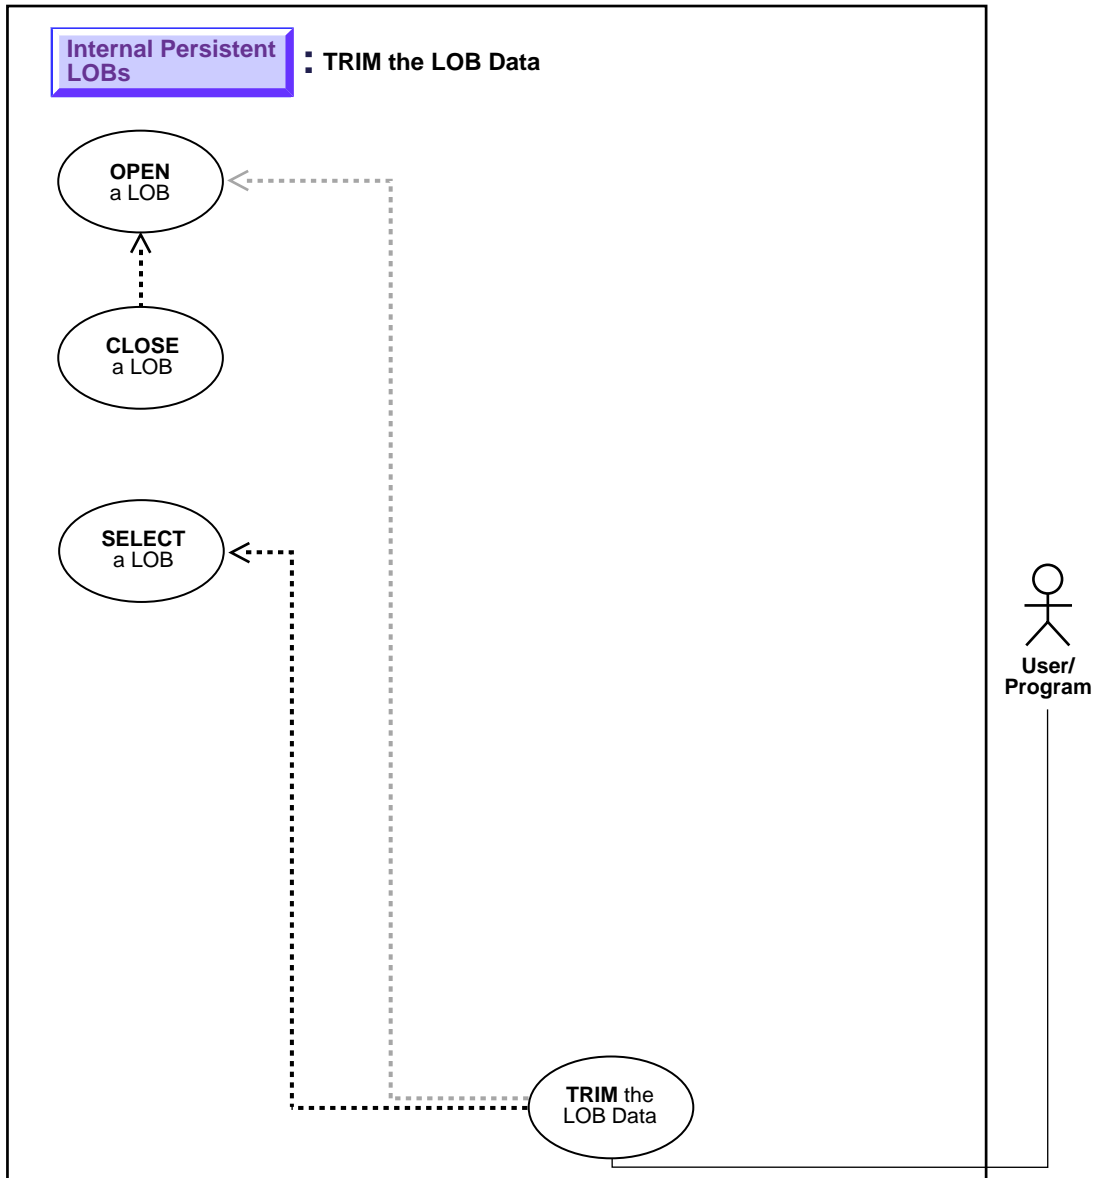 Internal Persistent
LOBs
: TRIM the LOB Data
OPEN
a LOB
CLOSE
a LOB
SELECT
a LOB
User/
Program
TRIM the
LOB Data